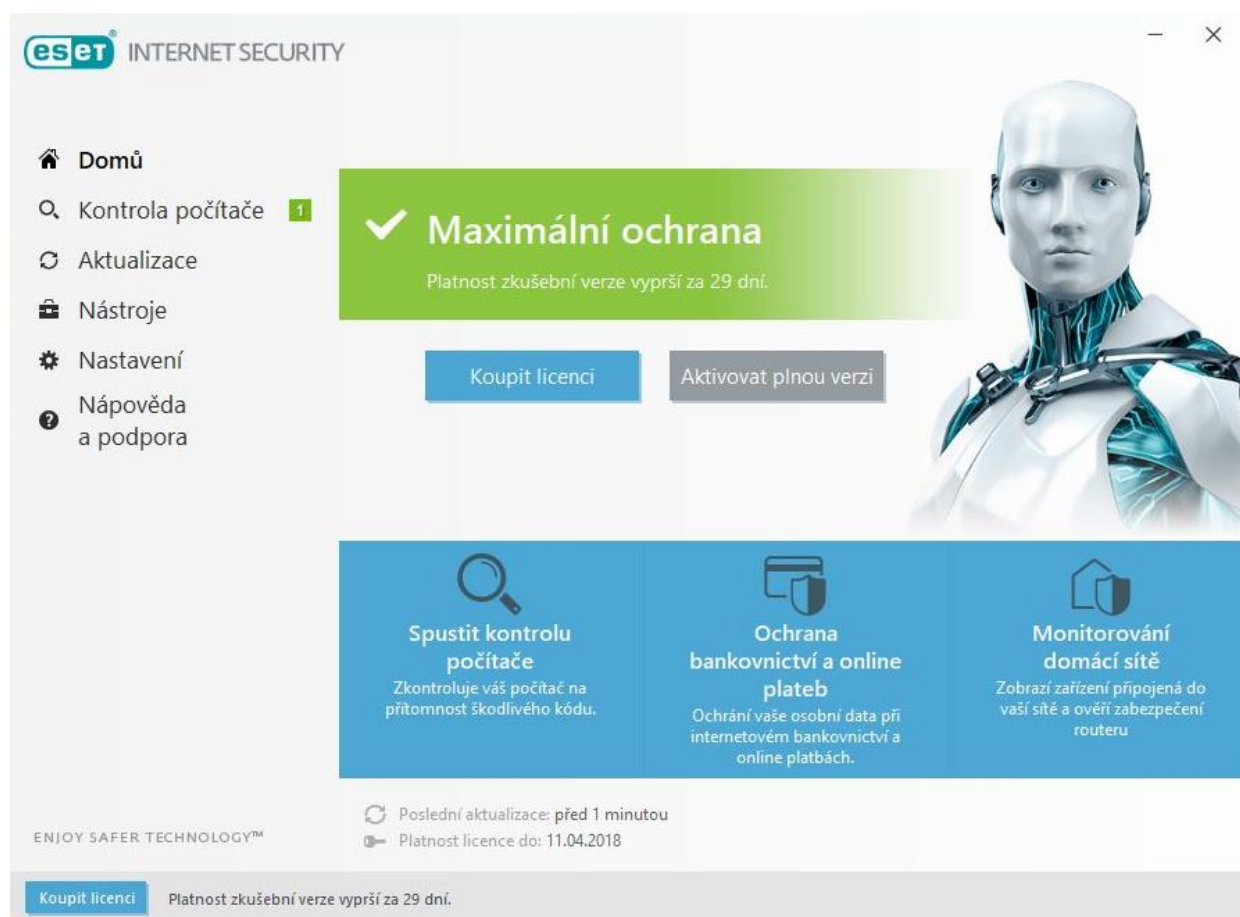 eset® INTERNET SECURITY
Domů
Kontrola počítače 1
Aktualizace
Nástroje
Nastavení
Nápověda
a podpora
Maximální ochrana
Platnost zkušební verze vyprší za 29 dní.
Koupit licenci
Aktivovat plnou verzi
Spustit kontrolu
počítače
Zkontroluje váš počítač na
přítomnost škodlivého kódu.
Ochrana
bankovnictví a online
plateb
Ochrání vaše osobní data při
internetovém bankovnictví a
online platbách.
Monitorování
domácí sítě
Zobrazí zařízení připojená do
vaší sítě a ověří zabezpečení
routeru
Poslední aktualizace: před 1 minutou
Platnost licence do: 11.04.2018
ENJOY SAFER TECHNOLOGY™
Koupit licenci Platnost zkušební verze vyprší za 29 dní.